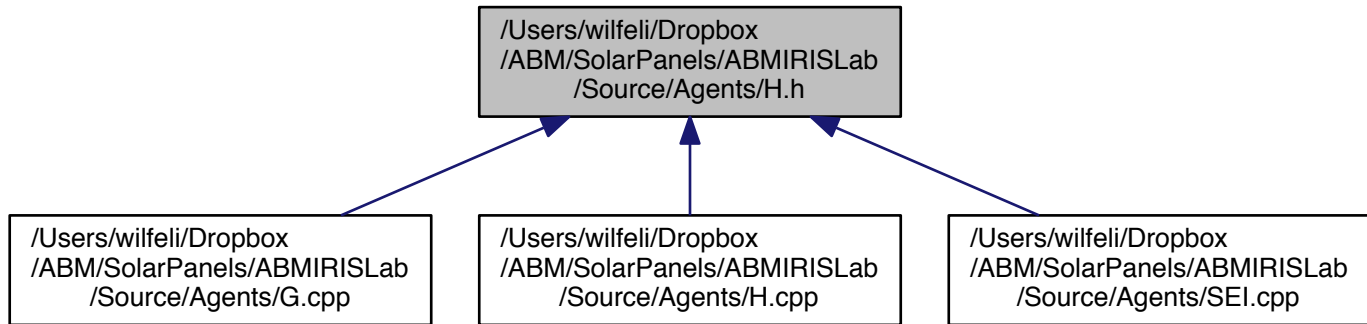 /Users/wilfeli/Dropbox
/ABM/SolarPanels/ABMIRISLab
/Source/Agents/H.h
/Users/wilfeli/Dropbox
/ABM/SolarPanels/ABMIRISLab
/Source/Agents/G.cpp
/Users/wilfeli/Dropbox
/ABM/SolarPanels/ABMIRISLab
/Source/Agents/H.cpp
/Users/wilfeli/Dropbox
/ABM/SolarPanels/ABMIRISLab
/Source/Agents/SEI.cpp